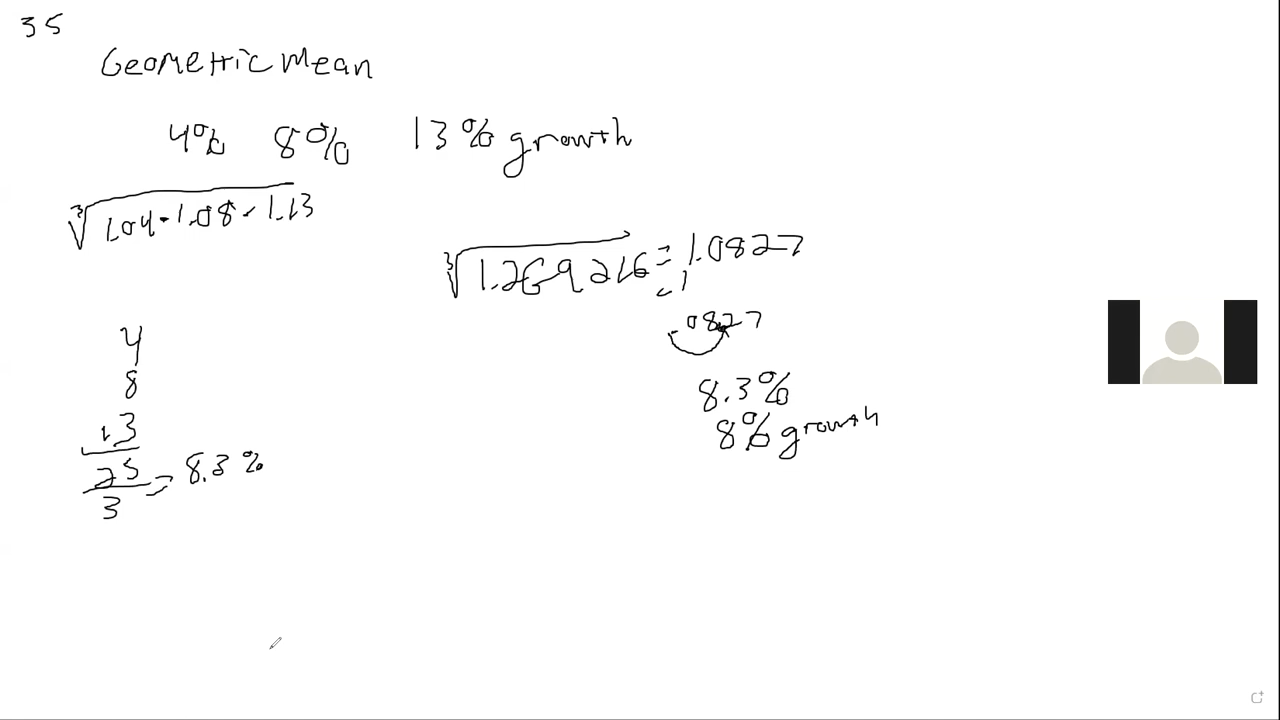 35
Geometric Mean
4% 8% 13% growth
∛1.04 · 1.08 · 1.13
∛1.269216 = 1.0827
- 1
.0827
8.3%
8% growth
4
8
13
25
3 = 8.3%